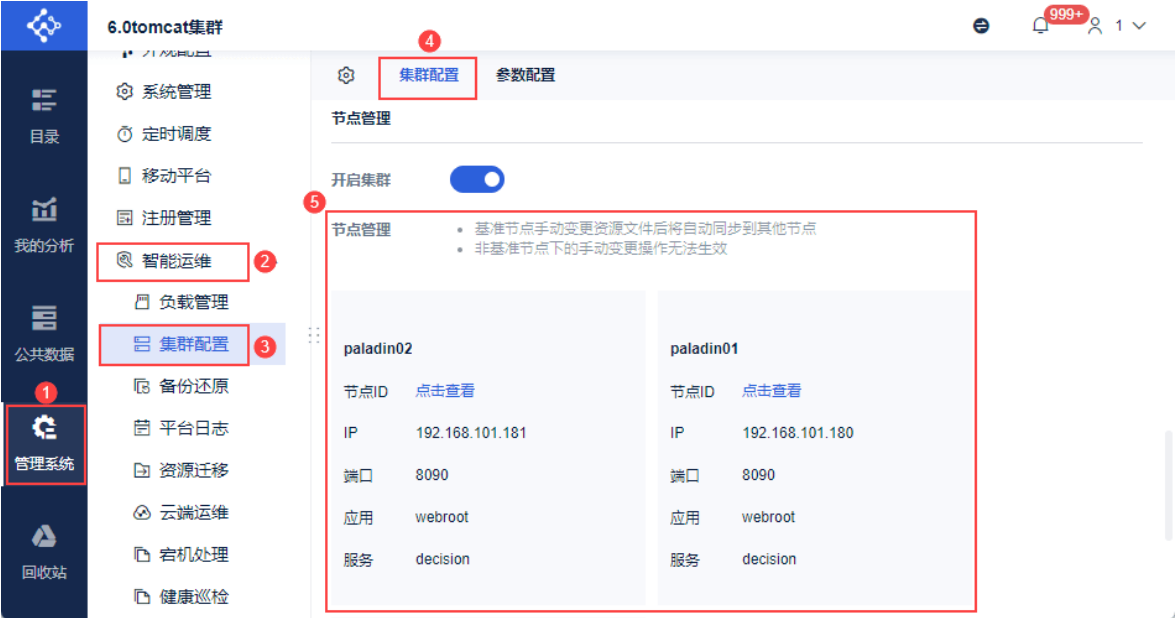 6.0tomcat集群
999+
1
4
外观配置
集群配置
参数配置
系统管理
节点管理
目录
定时调度
移动平台
开启集群
5
注册管理
节点管理
基准节点手动变更资源文件后将自动同步到其他节点
我的分析
非基准节点下的手动变更操作无法生效
智能运维
2
负载管理
集群配置
3
公共数据
paladin02
paladin01
备份还原
节点ID
点击查看
节点ID
点击查看
1
平台日志
IP
192.168.101.181
IP
192.168.101.180
管理系统
资源迁移
端口
8090
端口
8090
云端运维
应用
webroot
应用
webroot
宕机处理
服务
decision
服务
decision
回收站
健康巡检